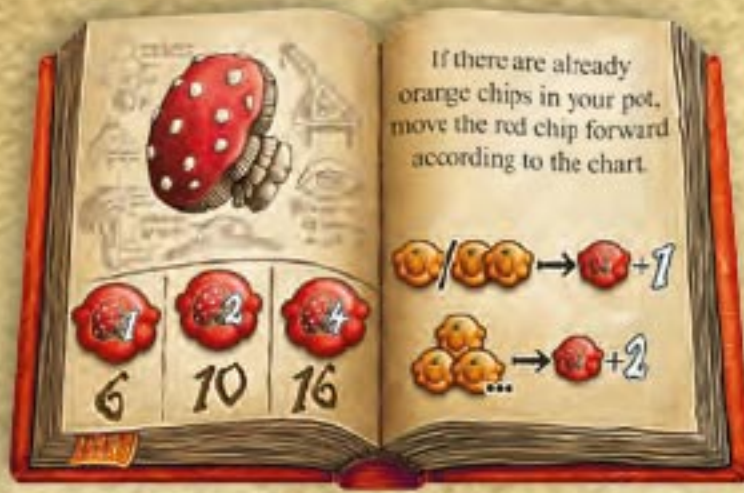 If there are already
orange chips in your pot,
move the red chip forward
according to the chart.
1 2 4
6 10 16
/ → +1
... → +2